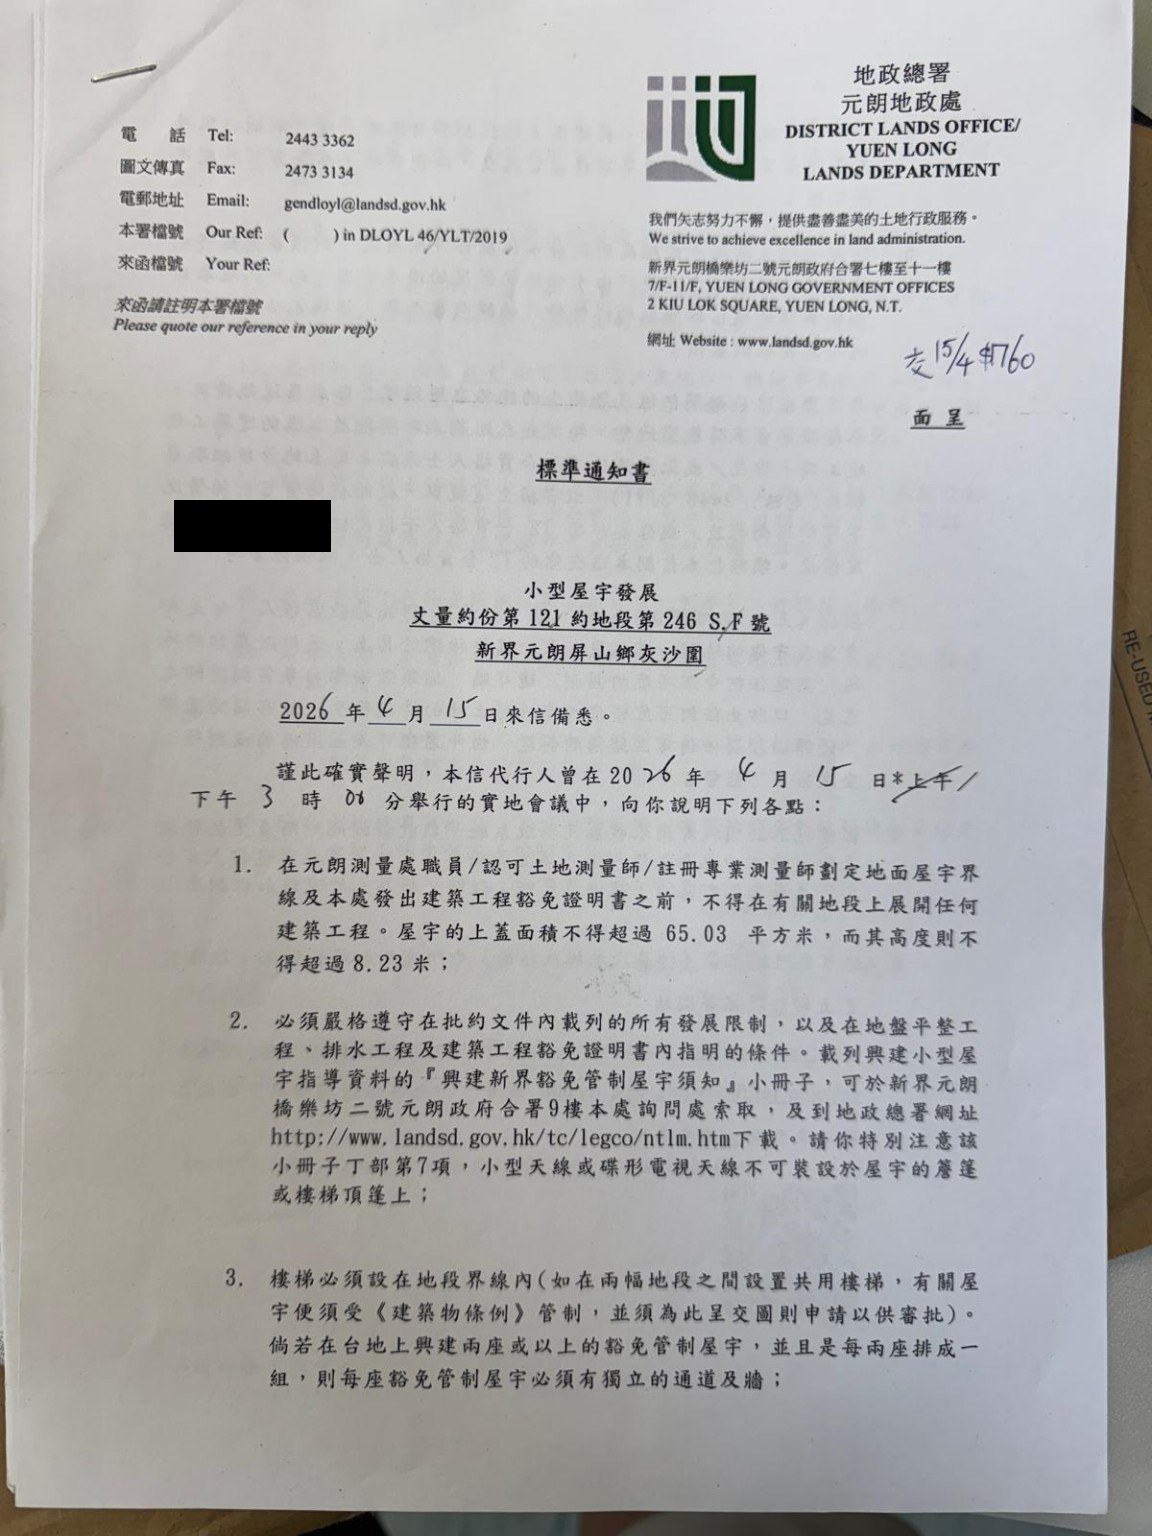 地政總署
元朗地政處
DISTRICT LANDS OFFICE/
YUEN LONG
LANDS DEPARTMENT
電 話 Tel: 2443 3362
圖文傳真 Fax: 2473 3134
電郵地址 Email: gendloyl@landsd.gov.hk
本署檔號 Our Ref: ( ) in DLOYL 46/YLT/2019
來函檔號 Your Ref:
來函請註明本署檔號
Please quote our reference in your reply
我們矢志努力不懈，提供盡善盡美的土地行政服務。
We strive to achieve excellence in land administration.
新界元朗橋樂坊二號元朗政府合署七樓至十一樓
7/F-11/F, YUEN LONG GOVERNMENT OFFICES
2 KIU LOK SQUARE, YUEN LONG, N.T.
網址 Website : www.landsd.gov.hk
交 15/4 $1760
面呈
標準通知書
小型屋宇發展
丈量約份第 121 約地段第 246 S.F 號
新界元朗屏山鄉灰沙圍
2026 年 4 月 15 日來信備悉。
謹此確實聲明，本信代行人曾在 2026 年 4 月 15 日*上午/
下午 3 時 00 分舉行的實地會議中，向你說明下列各點：
1. 在元朗測量處職員/認可土地測量師/註冊專業測量師劃定地面屋宇界
線及本處發出建築工程豁免證明書之前，不得在有關地段上展開任何
建築工程。屋宇的上蓋面積不得超過 65.03 平方米，而其高度則不
得超過 8.23 米；
2. 必須嚴格遵守在批約文件內載列的所有發展限制，以及在地盤平整工
程、排水工程及建築工程豁免證明書內指明的條件。載列興建小型屋
宇指導資料的『興建新界豁免管制屋宇須知』小冊子，可於新界元朗
橋樂坊二號元朗政府合署9樓本處詢問處索取，及到地政總署網址
http://www.landsd.gov.hk/tc/legco/ntlm.htm下載。請你特別注意該
小冊子丁部第7項，小型天線或碟形電視天線不可裝設於屋宇的簷篷
或樓梯頂篷上；
3. 樓梯必須設在地段界線內(如在兩幅地段之間設置共用樓梯，有關屋
宇便須受《建築物條例》管制，並須為此呈交圖則申請以供審批)。
倘若在台地上興建兩座或以上的豁免管制屋宇，並且是每兩座排成一
組，則每座豁免管制屋宇必須有獨立的通道及牆；
RE-USED